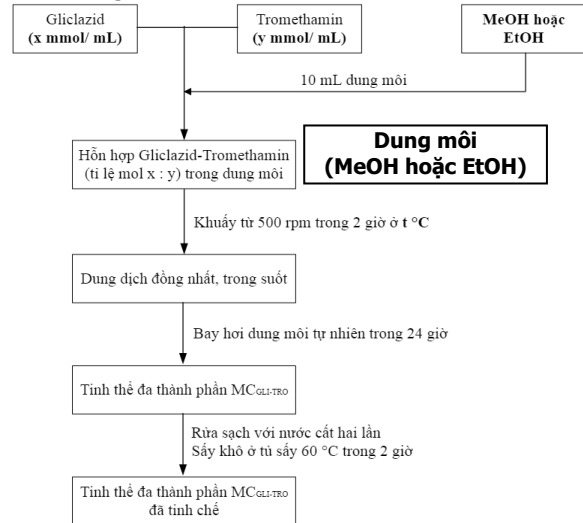 Gliclazid
(x mmol/ mL)
Tromethamin
(y mmol/ mL)
MeOH hoặc
EtOH
10 mL dung môi
Hỗn hợp Gliclazid-Tromethamin
(tỉ lệ mol x : y) trong dung môi
Dung môi
(MeOH hoặc EtOH)
Khuấy từ 500 rpm trong 2 giờ ở t °C
Dung dịch đồng nhất, trong suốt
Bay hơi dung môi tự nhiên trong 24 giờ
Tinh thể đa thành phần MCGLI-TRO
Rửa sạch với nước cất hai lần
Sấy khô ở tủ sấy 60 °C trong 2 giờ
Tinh thể đa thành phần MCGLI-TRO
đã tinh chế